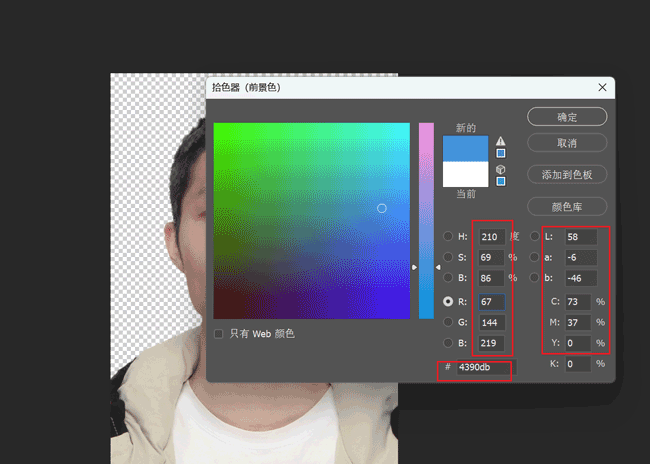 拾色器（前景色）
新的
当前
确定
取消
添加到色板
颜色库
H: 210 度
S: 69 %
B: 86 %
R: 67
G: 144
B: 219
# 4390db
L: 58
a: -6
b: -46
C: 73 %
M: 37 %
Y: 0 %
K: 0 %
只有 Web 颜色